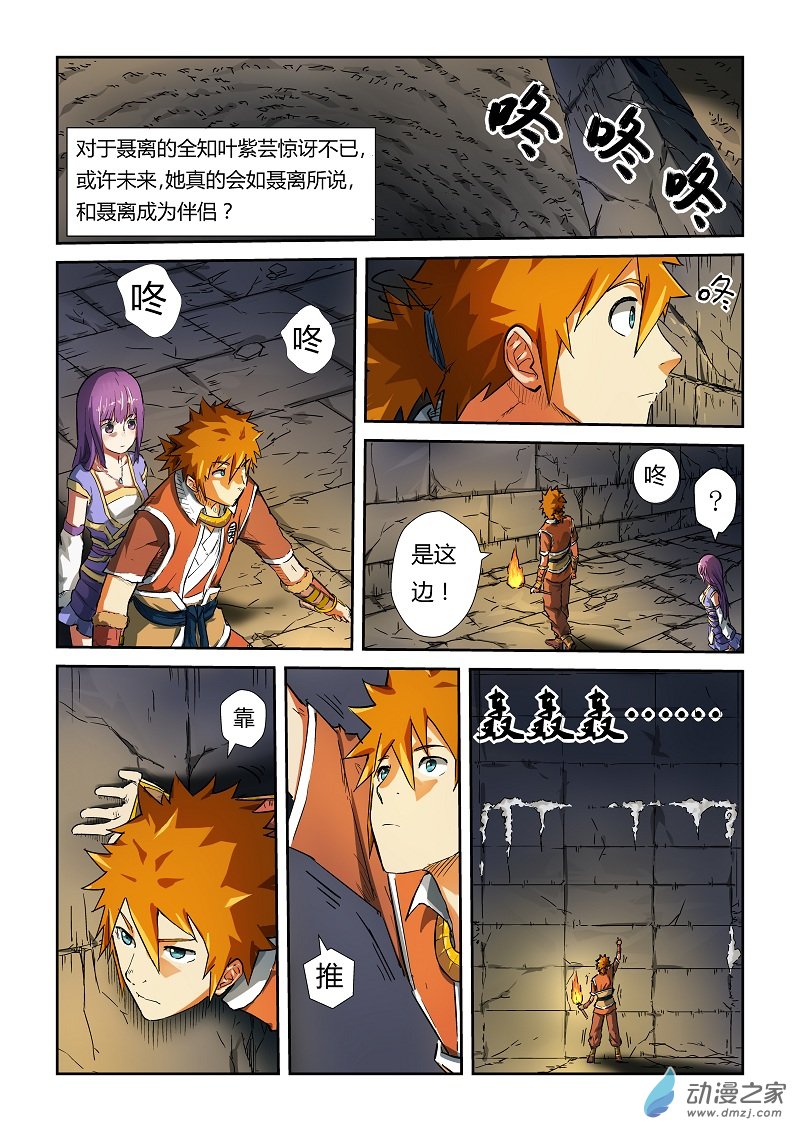 对于聂离的全知叶紫芸惊讶不已，
或许未来，她真的会如聂离所说，
和聂离成为伴侣？
咚咚咚
咚
咚
咚
是这
边！
咚
？
靠
推
轰轰轰……
动漫之家
www.dmzj.com